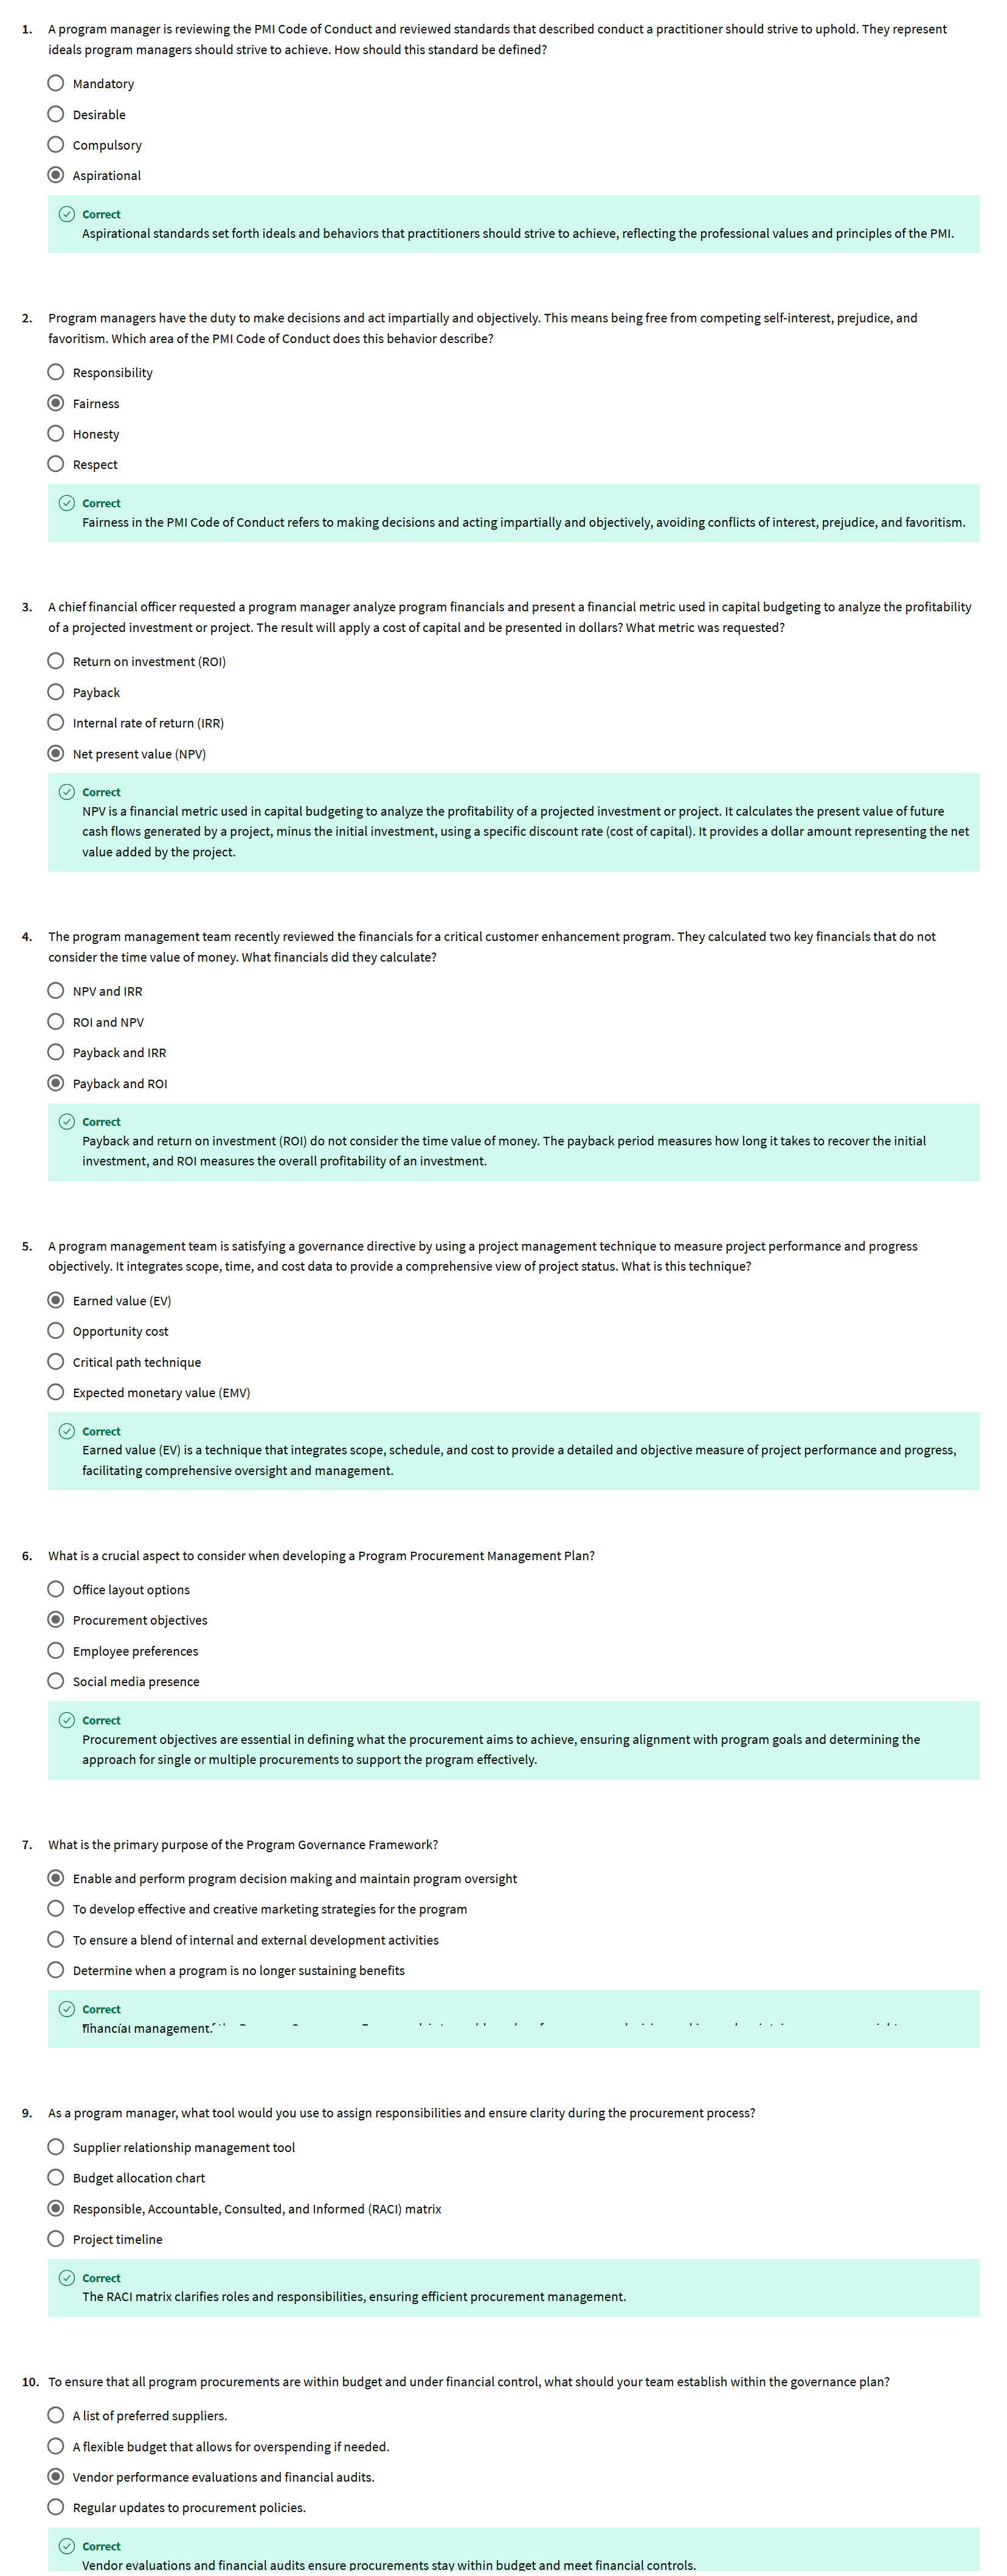 1. A program manager is reviewing the PMI Code of Conduct and reviewed standards that described conduct a practitioner should strive to uphold. They represent
ideals program managers should strive to achieve. How should this standard be defined?
Mandatory
Desirable
Compulsory
Aspirational
Correct
Aspirational standards set forth ideals and behaviors that practitioners should strive to achieve, reflecting the professional values and principles of the PMI.
2. Program managers have the duty to make decisions and act impartially and objectively. This means being free from competing self-interest, prejudice, and
favoritism. Which area of the PMI Code of Conduct does this behavior describe?
Responsibility
Fairness
Honesty
Respect
Correct
Fairness in the PMI Code of Conduct refers to making decisions and acting impartially and objectively, avoiding conflicts of interest, prejudice, and favoritism.
3. A chief financial officer requested a program manager analyze program financials and present a financial metric used in capital budgeting to analyze the profitability
of a projected investment or project. The result will apply a cost of capital and be presented in dollars? What metric was requested?
Return on investment (ROI)
Payback
Internal rate of return (IRR)
Net present value (NPV)
Correct
NPV is a financial metric used in capital budgeting to analyze the profitability of a projected investment or project. It calculates the present value of future
cash flows generated by a project, minus the initial investment, using a specific discount rate (cost of capital). It provides a dollar amount representing the net
value added by the project.
4. The program management team recently reviewed the financials for a critical customer enhancement program. They calculated two key financials that do not
consider the time value of money. What financials did they calculate?
NPV and IRR
ROI and NPV
Payback and IRR
Payback and ROI
Correct
Payback and return on investment (ROI) do not consider the time value of money. The payback period measures how long it takes to recover the initial
investment, and ROI measures the overall profitability of an investment.
5. A program management team is satisfying a governance directive by using a project management technique to measure project performance and progress
objectively. It integrates scope, time, and cost data to provide a comprehensive view of project status. What is this technique?
Earned value (EV)
Opportunity cost
Critical path technique
Expected monetary value (EMV)
Correct
Earned value (EV) is a technique that integrates scope, schedule, and cost to provide a detailed and objective measure of project performance and progress,
facilitating comprehensive oversight and management.
6. What is a crucial aspect to consider when developing a Program Procurement Management Plan?
Office layout options
Procurement objectives
Employee preferences
Social media presence
Correct
Procurement objectives are essential in defining what the procurement aims to achieve, ensuring alignment with program goals and determining the
approach for single or multiple procurements to support the program effectively.
7. What is the primary purpose of the Program Governance Framework?
Enable and perform program decision making and maintain program oversight
To develop effective and creative marketing strategies for the program
To ensure a blend of internal and external development activities
Determine when a program is no longer sustaining benefits
Correct
financial management.
9. As a program manager, what tool would you use to assign responsibilities and ensure clarity during the procurement process?
Supplier relationship management tool
Budget allocation chart
Responsible, Accountable, Consulted, and Informed (RACI) matrix
Project timeline
Correct
The RACI matrix clarifies roles and responsibilities, ensuring efficient procurement management.
10. To ensure that all program procurements are within budget and under financial control, what should your team establish within the governance plan?
A list of preferred suppliers.
A flexible budget that allows for overspending if needed.
Vendor performance evaluations and financial audits.
Regular updates to procurement policies.
Correct
Vendor evaluations and financial audits ensure procurements stay within budget and meet financial controls.